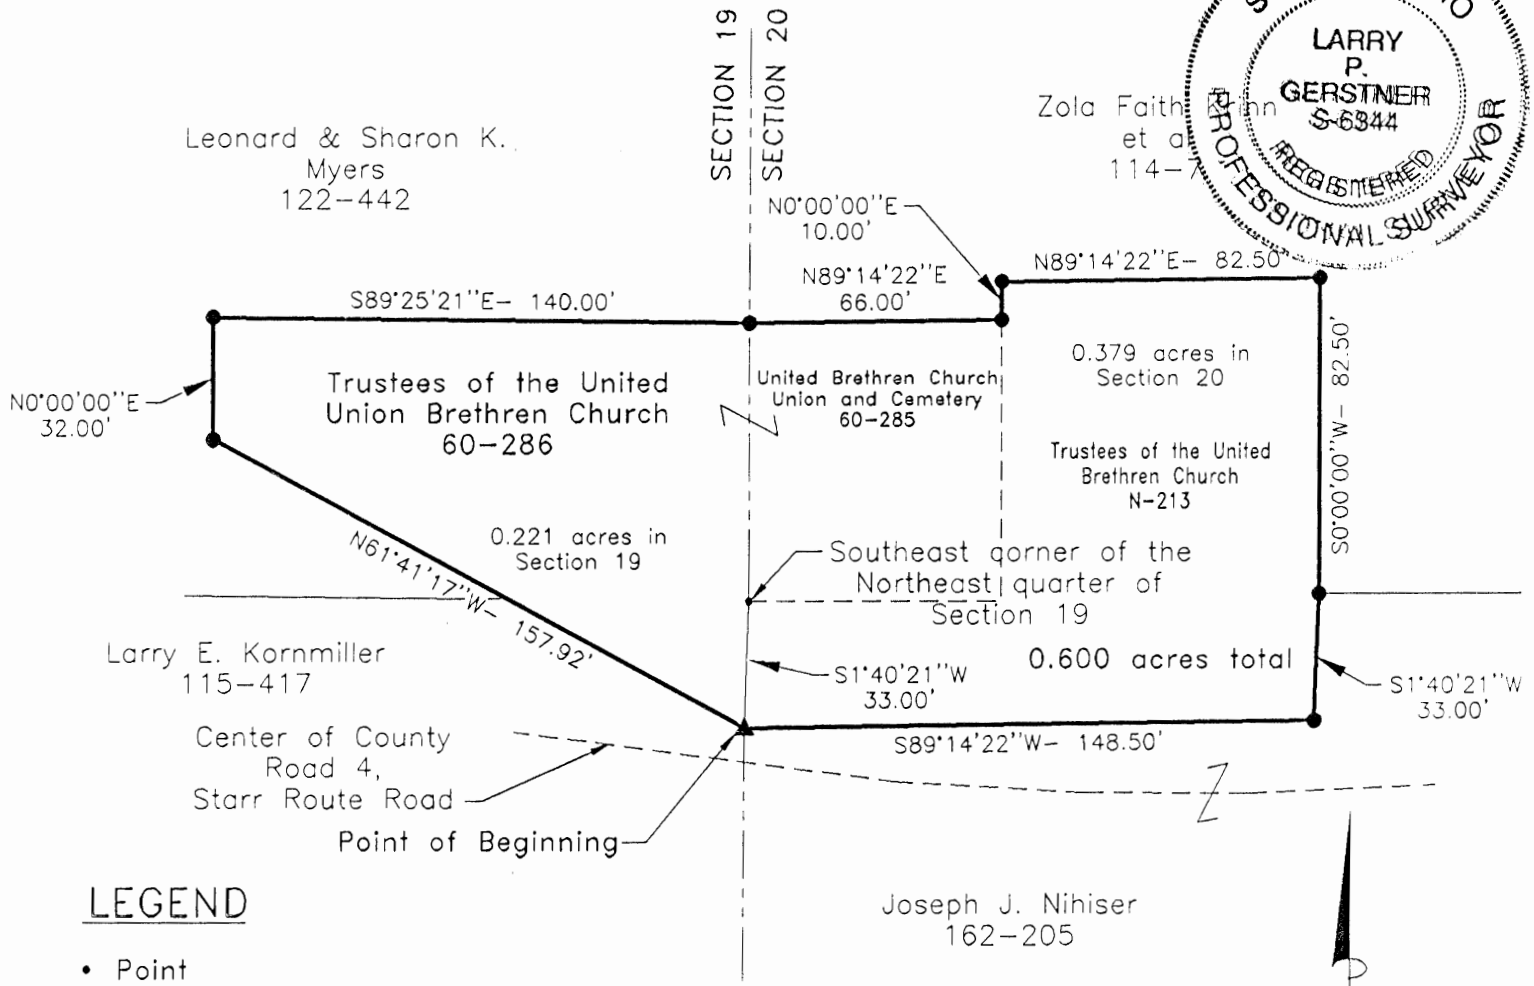 SECTION 19
SECTION 20
LARRY
P.
GERSTNER
S-6344
REGISTERED
PROFESSIONAL SURVEYOR
Leonard & Sharon K.
Myers
122-442
Zola Faith
et
N0°00'00"E
10.00'
N89°14'22"E- 82.50'
S89°25'21"E- 140.00'
N89°14'22"E
66.00'
N0°00'00"E
32.00'
Trustees of the United
Union Brethren Church
60-286
United Brethren Church
Union and Cemetery
60-285
0.379 acres in
Section 20
S0°00'00"W- 82.50'
Trustees of the United
Brethren Church
N-213
0.221 acres in
Section 19
N61°41'17"W- 157.92'
Southeast corner of the
Northeast quarter of
Section 19
Larry E. Kornmiller
115-417
S1°40'21"W
33.00'
0.600 acres total
S1°40'21"W
33.00'
Center of County
Road 4,
Starr Route Road
S89°14'22"W- 148.50'
Point of Beginning
LEGEND
Joseph J. Nihiser
162-205
• Point